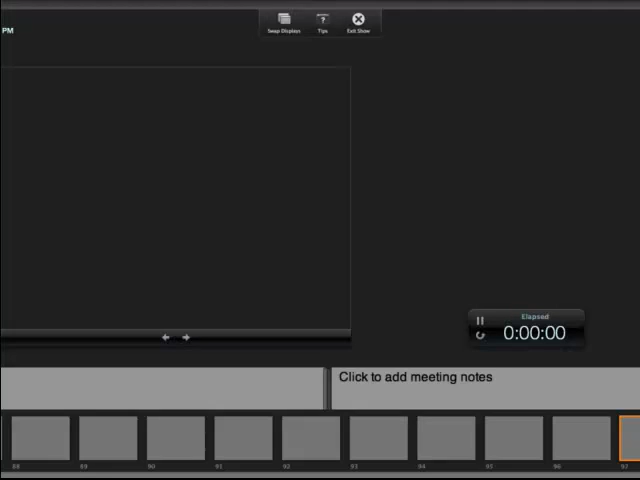 PM
Swap Displays
Tips
Exit Show
Elapsed
0:00:00
Click to add meeting notes
88
89
90
91
92
93
94
95
96
97